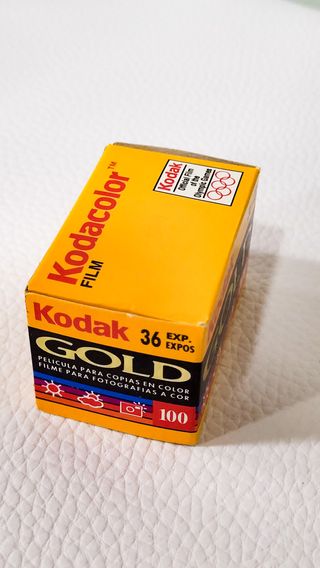 Kodacolor™
FILM
Kodak
Official Film
of the
Olympic Games
Kodak
36 EXP.
EXPOS
GOLD
PELICULA PARA COPIAS EN COLOR
FILME PARA FOTOGRAFIAS A COR
100